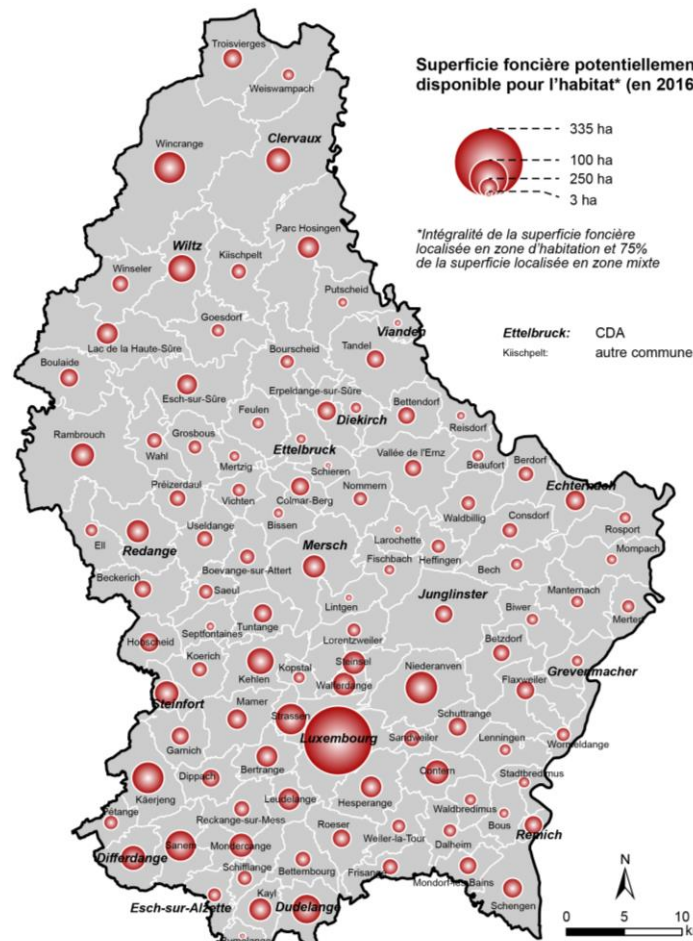 Troisvierges
Weiswampach
Superficie foncière potentiellemen
disponible pour l'habitat* (en 2016
335 ha
100 ha
250 ha
3 ha
*Intégralité de la superficie foncière
localisée en zone d'habitation et 75%
de la superficie localisée en zone mixte
Ettelbruck: CDA
Kiischpelt: autre commune
Wincrange
Clervaux
Parc Hosingen
Wiltz
Kiischpelt
Winseler
Putscheid
Goesdorf
Vianden
Lac de la Haute-Sûre
Bourscheid
Tandel
Boulaide
Esch-sur-Sûre
Erpeldange-sur-Sûre
Bettendorf
Feulen
Diekirch
Reisdorf
Rambrouch
Wahl
Grosbous
Ettelbruck
Vallée de l'Ernz
Mertzig
Beaufort
Berdorf
Schieren
Préizerdaul
Vichten
Colmar-Berg
Nommern
Echternach
Bissen
Waldbillig
Consdorf
Rosport
Ell
Useldange
Larochette
Redange
Mersch
Heffingen
Mompach
Boevange-sur-Attert
Fischbach
Bech
Beckerich
Saeul
Junglinster
Manternach
Lintgen
Biwer
Mertert
Septfontaines
Tuntange
Lorentzweiler
Hobscheid
Betzdorf
Koerich
Steinsel
Kehlen
Kopstal
Niederanven
Grevenmacher
Walferdange
Flaxweiler
Steinfort
Mamer
Strassen
Schuttrange
Luxembourg
Sandweiler
Lenningen
Wormeldange
Garnich
Bertrange
Contern
Stadtbredimus
Dippach
Käerjeng
Leudelange
Hesperange
Waldbredimus
Pétange
Reckange-sur-Mess
Bous
Remich
Roeser
Weiler-la-Tour
Dalheim
Differdange
Sanem
Mondercange
Bettembourg
Frisange
Mondorf-les-Bains
Schifflange
Schengen
Kayl
Esch-sur-Alzette
Dudelange
N
0 5 10
k